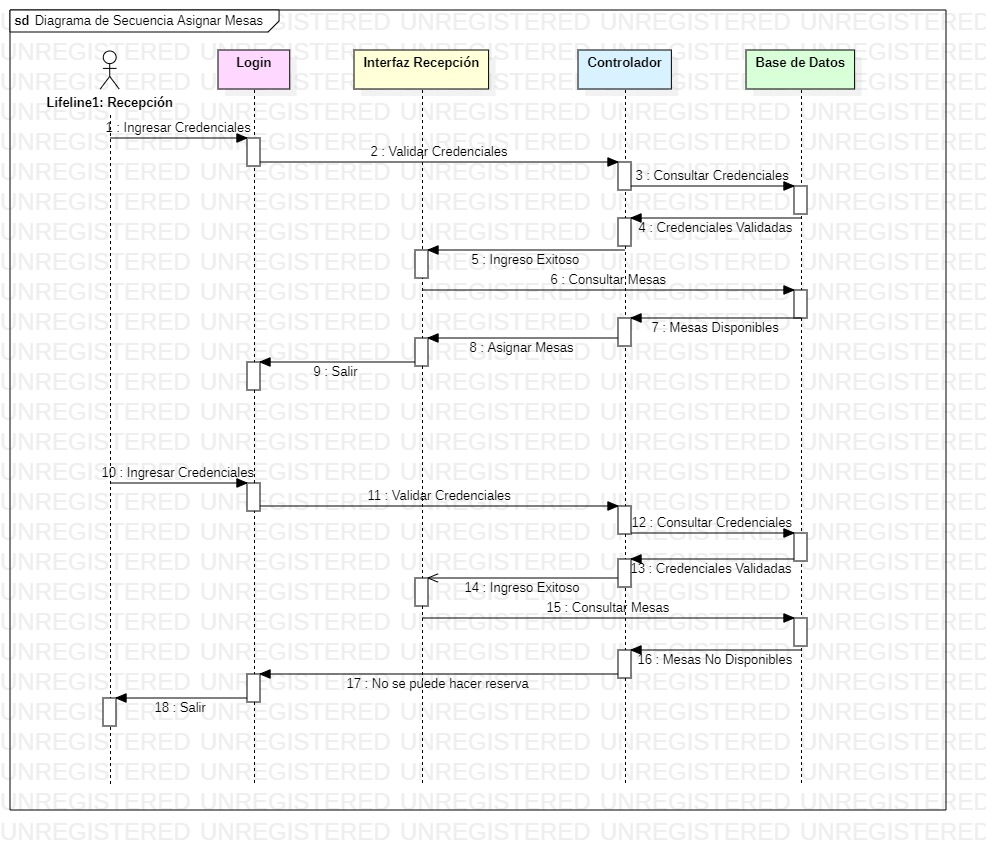 sd Diagrama de Secuencia Asignar Mesas
Login
Interfaz Recepción
Controlador
Base de Datos
Lifeline1: Recepción
1 : Ingresar Credenciales
2 : Validar Credenciales
3 : Consultar Credenciales
4 : Credenciales Validadas
5 : Ingreso Exitoso
6 : Consultar Mesas
7 : Mesas Disponibles
8 : Asignar Mesas
9 : Salir
10 : Ingresar Credenciales
11 : Validar Credenciales
12 : Consultar Credenciales
13 : Credenciales Validadas
14 : Ingreso Exitoso
15 : Consultar Mesas
16 : Mesas No Disponibles
17 : No se puede hacer reserva
18 : Salir
UNREGISTERED UNREGISTERED UNREGISTERED UNREGISTERED UNREGISTERED